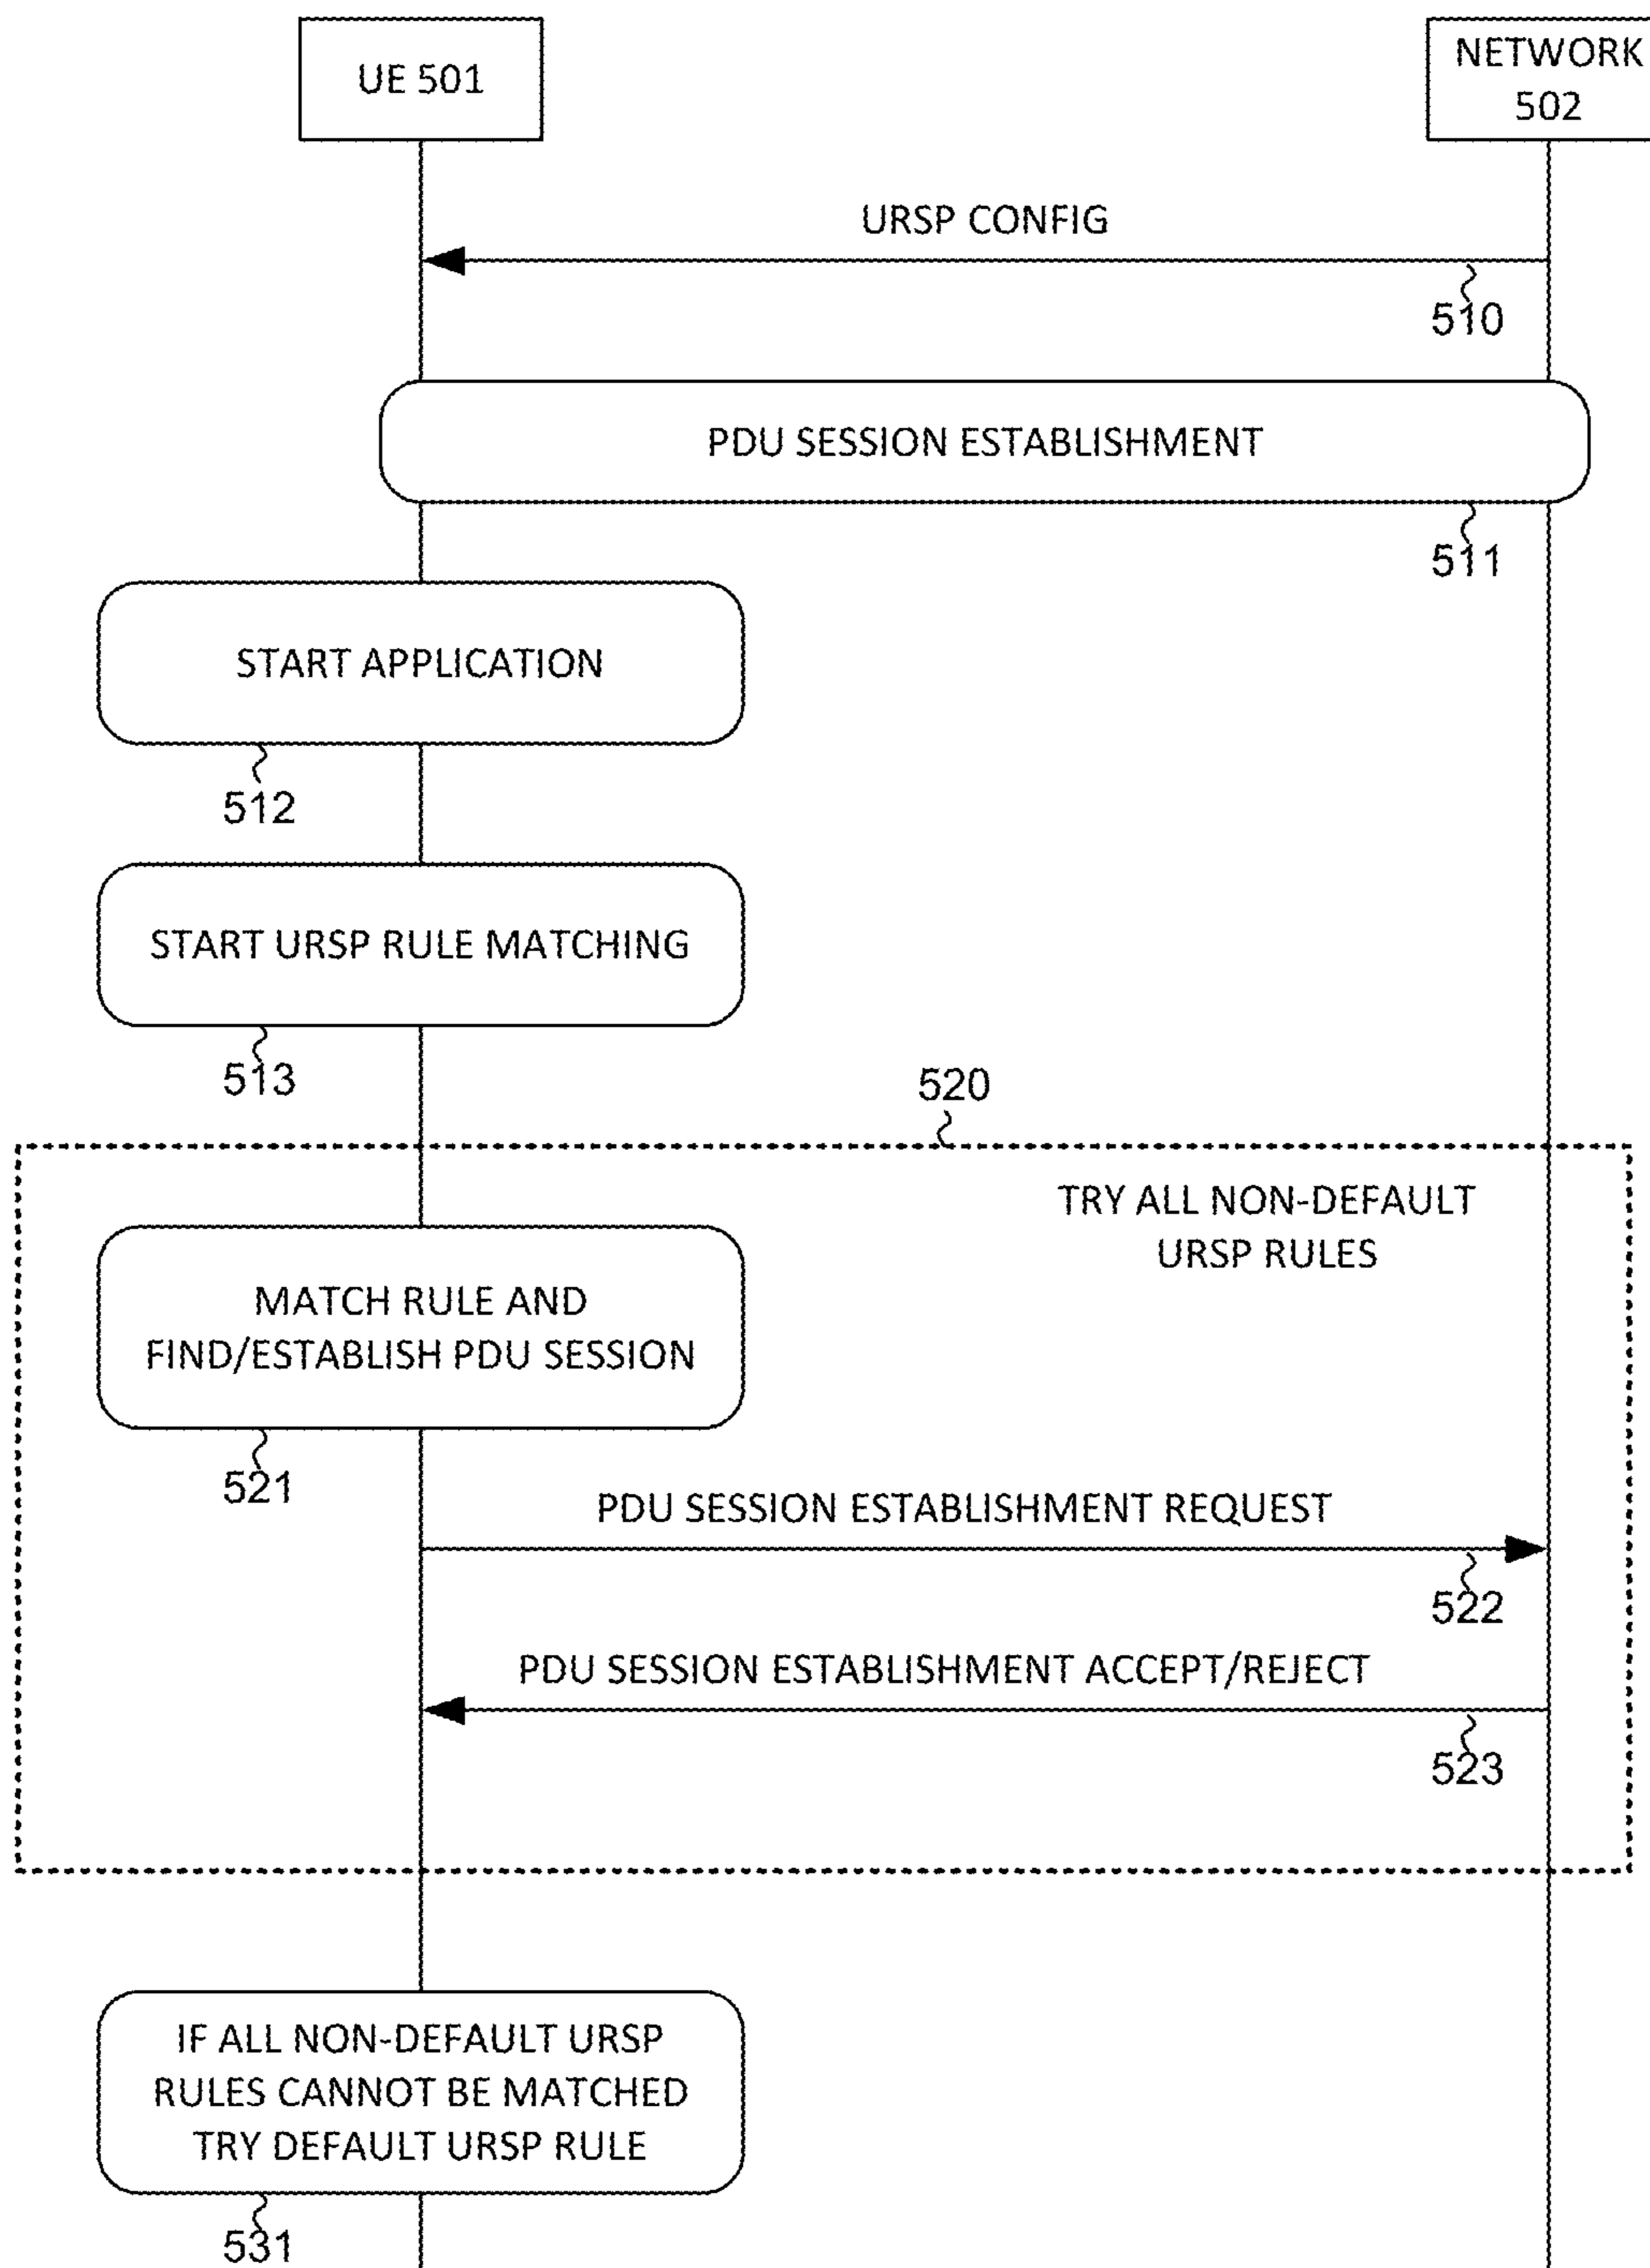 UE 501
NETWORK
502
URSP CONFIG
510
PDU SESSION ESTABLISHMENT
511
START APPLICATION
512
START URSP RULE MATCHING
513
520
TRY ALL NON-DEFAULT
URSP RULES
MATCH RULE AND
FIND/ESTABLISH PDU SESSION
521
PDU SESSION ESTABLISHMENT REQUEST
522
PDU SESSION ESTABLISHMENT ACCEPT/REJECT
523
IF ALL NON-DEFAULT URSP
RULES CANNOT BE MATCHED
TRY DEFAULT URSP RULE
531